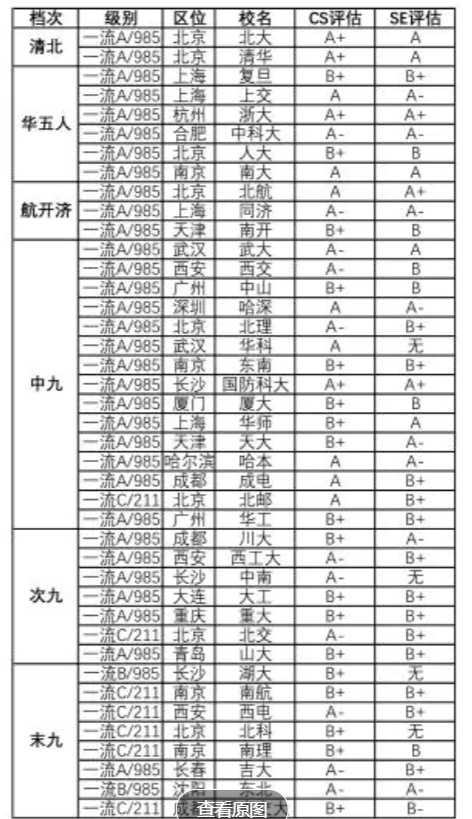 档次 级别 区位 校名 CS评估 SE评估
清北 一流A/985 北京 北大 A+ A
一流A/985 北京 清华 A+ A
华五人 一流A/985 上海 复旦 B+ B+
一流A/985 上海 上交 A A-
一流A/985 杭州 浙大 A+ A+
一流A/985 合肥 中科大 A- A-
一流A/985 北京 人大 B+ B
一流A/985 南京 南大 A A
航开济 一流A/985 北京 北航 A A+
一流A/985 上海 同济 A- A-
一流A/985 天津 南开 B+ B
中九 一流A/985 武汉 武大 A- A
一流A/985 西安 西交 A- B
一流A/985 广州 中山 B+ B
一流A/985 深圳 哈深 A A-
一流A/985 北京 北理 A- B+
一流A/985 武汉 华科 A 无
一流A/985 南京 东南 B+ B+
一流A/985 长沙 国防科大 A+ A+
一流A/985 厦门 厦大 B+ B
一流A/985 上海 华师 B+ A
一流A/985 天津 天大 B+ A-
一流A/985 哈尔滨 哈本 A A-
一流A/985 成都 成电 A B+
一流C/211 北京 北邮 A B+
一流A/985 广州 华工 B+ B+
次九 一流A/985 成都 川大 B+ A-
一流A/985 西安 西工大 A- B+
一流A/985 长沙 中南 A- 无
一流A/985 大连 大工 B+ B+
一流A/985 重庆 重大 B+ B+
一流C/211 北京 北交 A- B+
一流A/985 青岛 山大 B+ B+
末九 一流B/985 长沙 湖大 B+ 无
一流C/211 南京 南航 B+ B+
一流C/211 西安 西电 A- B+
一流C/211 北京 北科 B+ 无
一流C/211 南京 南理 B+ B
一流A/985 长春 吉大 A- B+
一流B/985 沈阳 东北 A- A-
一流C/211 大 B+ B-
查看原图